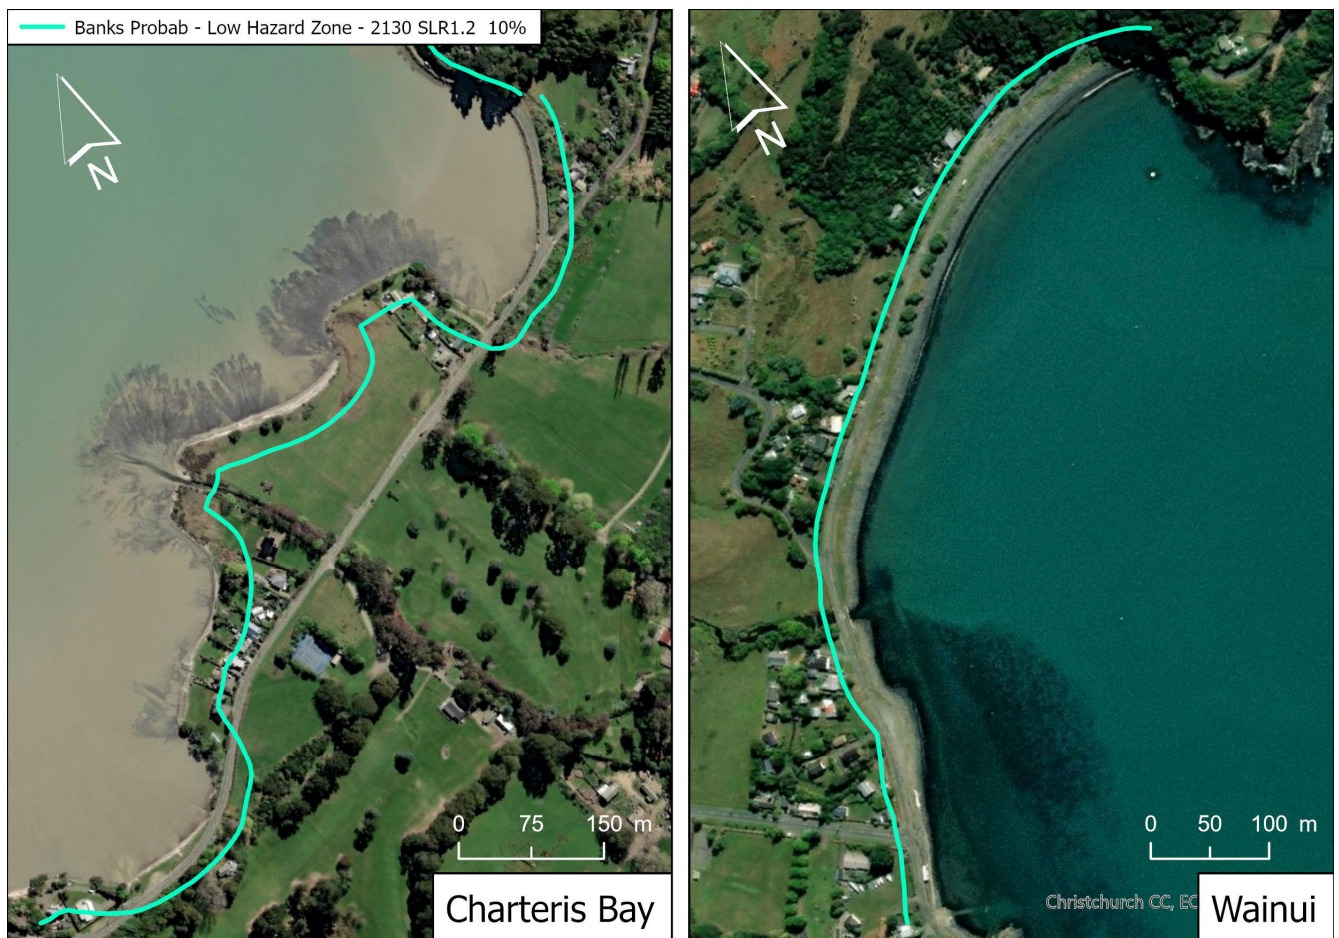 Banks Probab - Low Hazard Zone - 2130 SLR1.2 10%
N
N
0 75 150 m
Charteris Bay
0 50 100 m
Christchurch CC, EC
Wainui